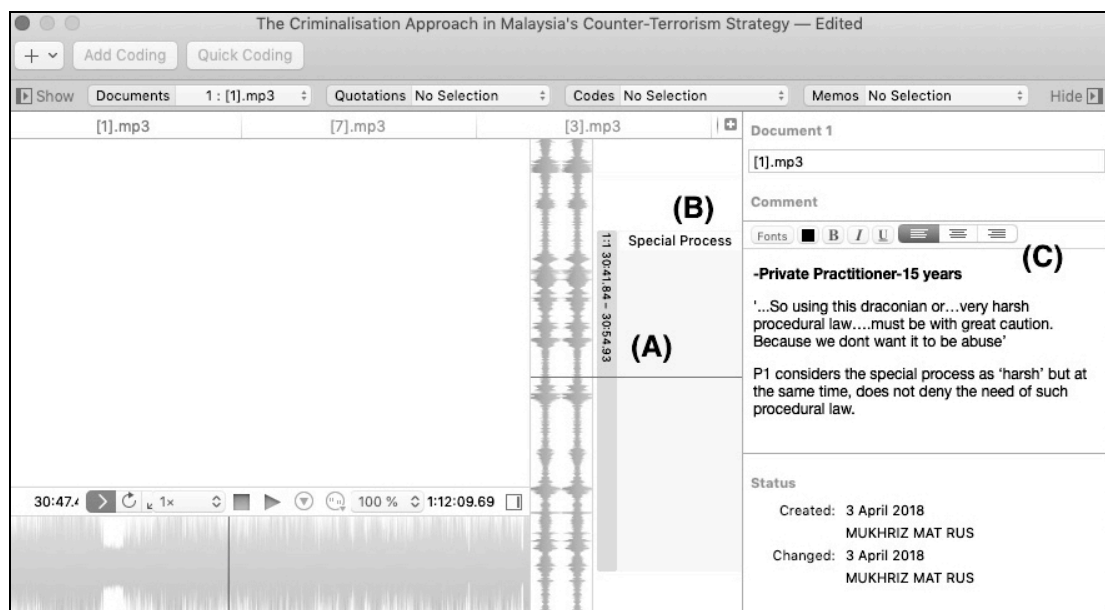 The Criminalisation Approach in Malaysia's Counter-Terrorism Strategy — Edited
+ Add Coding Quick Coding
Show Documents 1 : [1].mp3 Quotations No Selection Codes No Selection Memos No Selection Hide
[1].mp3 [7].mp3 [3].mp3
Document 1
[1].mp3
Comment
(B)
1:1 30:41.84 – 30:54.93
Special Process
(A)
Fonts B I U
(C)
-Private Practitioner-15 years
'...So using this draconian or...very harsh
procedural law....must be with great caution.
Because we dont want it to be abuse'
P1 considers the special process as 'harsh' but at
the same time, does not deny the need of such
procedural law.
30:47.4 1x 100 % 1:12:09.69
Status
Created: 3 April 2018
MUKHRIZ MAT RUS
Changed: 3 April 2018
MUKHRIZ MAT RUS